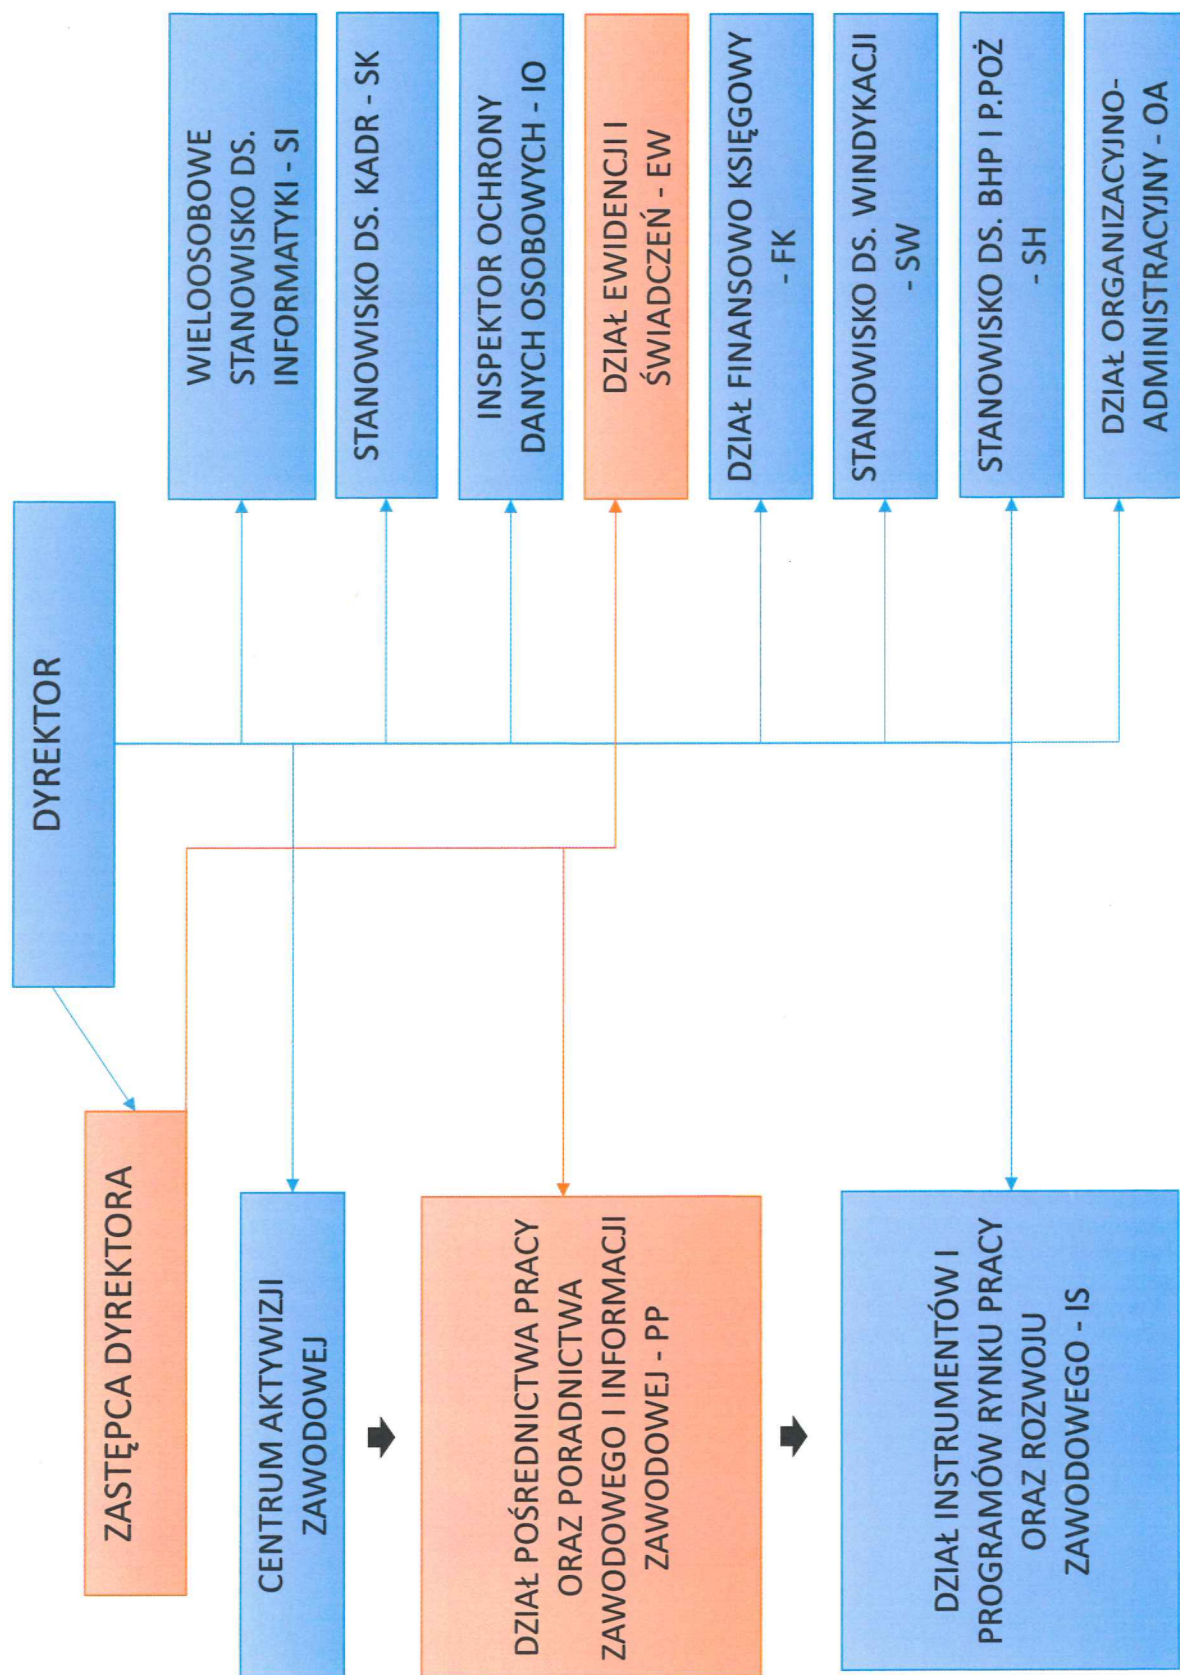 DYREKTOR
ZASTĘPCA DYREKTORA
CENTRUM AKTYWIZJI
ZAWODOWEJ
DZIAŁ POŚREDNICTWA PRACY
ORAZ PORADNICTWA
ZAWODOWEGO I INFORMACJI
ZAWODOWEJ - PP
DZIAŁ INSTRUMENTÓW I
PROGRAMÓW RYNKU PRACY
ORAZ ROZWOJU
ZAWODOWEGO - IS
WIELOOSOBOWE
STANOWISKO DS.
INFORMATYKI - SI
STANOWISKO DS. KADR - SK
INSPEKTOR OCHRONY
DANYCH OSOBOWYCH - IO
DZIAŁ EWIDENCJI I
ŚWIADCZEŃ - EW
DZIAŁ FINANSOWO KSIĘGOWY
- FK
STANOWISKO DS. WINDYKACJI
- SW
STANOWISKO DS. BHP I P.POŻ
- SH
DZIAŁ ORGANIZACYJNO-
ADMINISTRACYJNY - OA